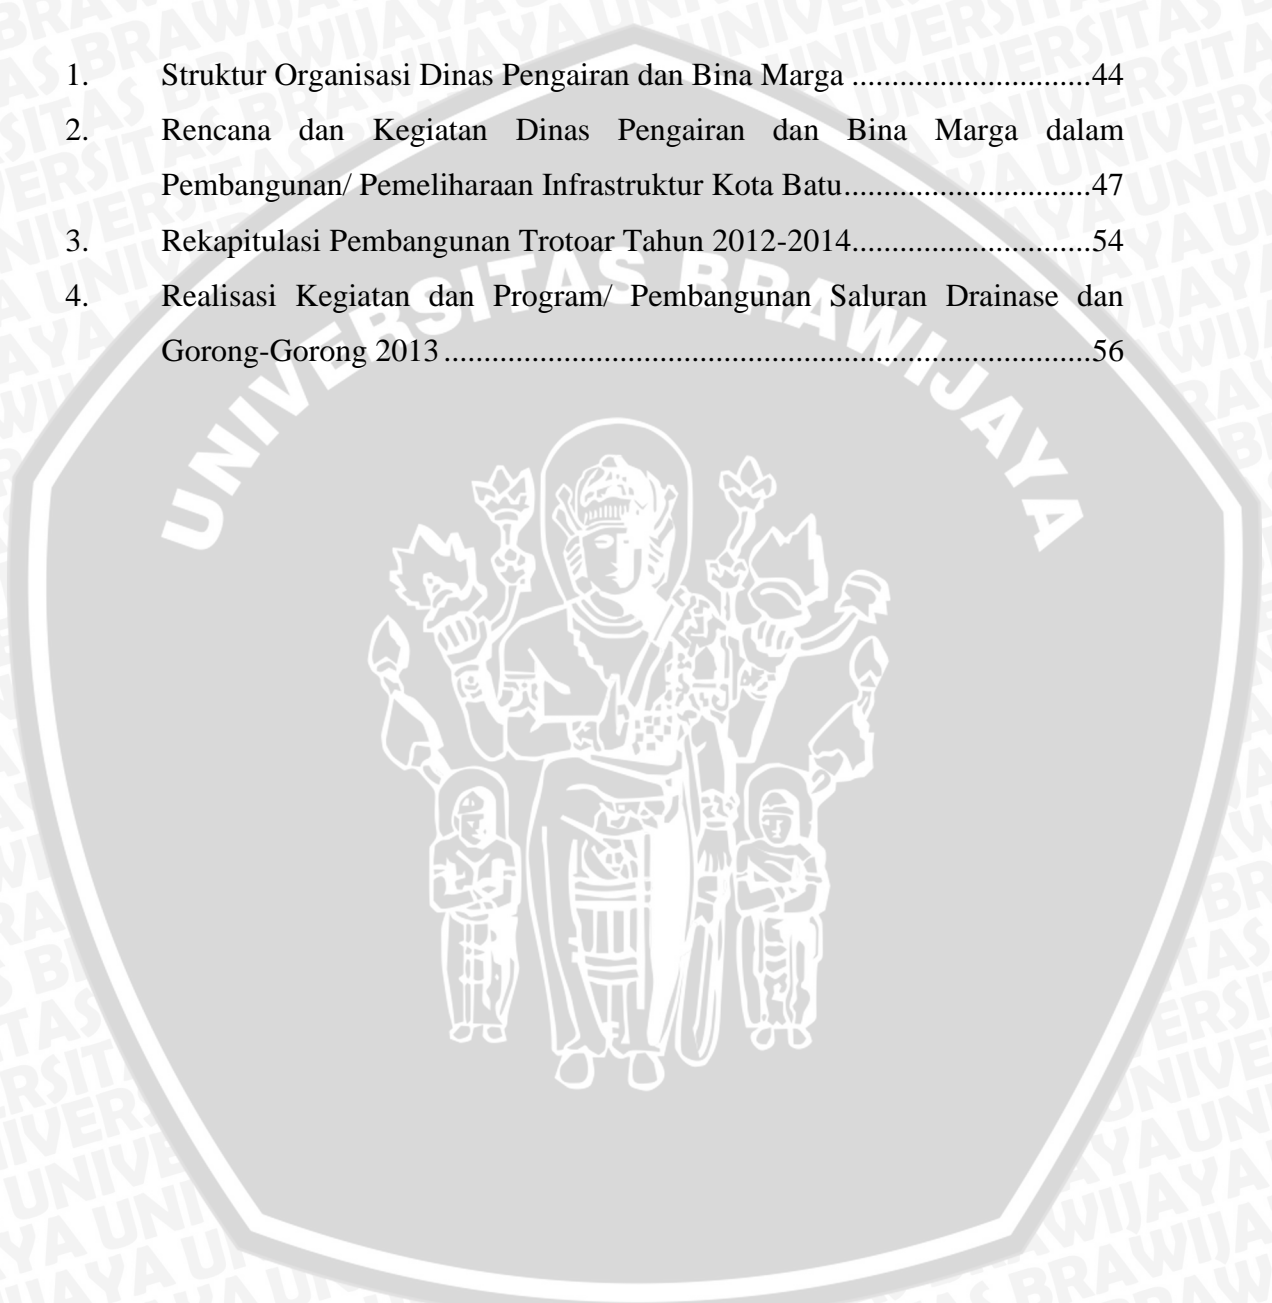 1. Struktur Organisasi Dinas Pengairan dan Bina Marga .............................44
2. Rencana dan Kegiatan Dinas Pengairan dan Bina Marga dalam
Pembangunan/ Pemeliharaan Infrastruktur Kota Batu.............................47
3. Rekapitulasi Pembangunan Trotoar Tahun 2012-2014.............................54
4. Realisasi Kegiatan dan Program/ Pembangunan Saluran Drainase dan
Gorong-Gorong 2013.......................................................................56
UNIVERSITAS BRAWIJAYA